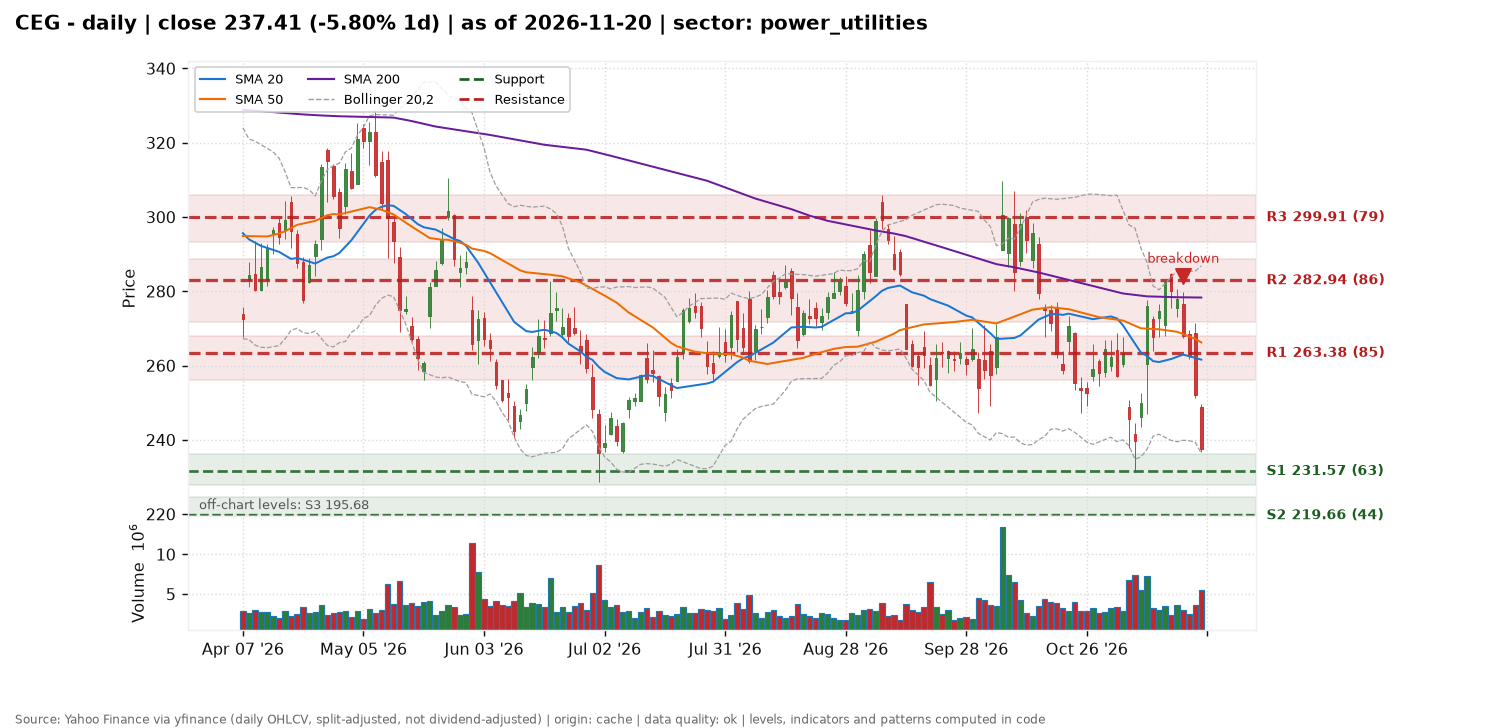 CEG - daily | close 237.41 (-5.80% 1d) | as of 2026-11-20 | sector: power_utilities
SMA 20
SMA 50
SMA 200
Bollinger 20,2
Support
Resistance
Price
340
320
300
280
260
240
220
breakdown
R3 299.91 (79)
R2 282.94 (86)
R1 263.38 (85)
S1 231.57 (63)
S2 219.66 (44)
off-chart levels: S3 195.68
Volume 10⁶
10
5
Apr 07 '26
May 05 '26
Jun 03 '26
Jul 02 '26
Jul 31 '26
Aug 28 '26
Sep 28 '26
Oct 26 '26
Source: Yahoo Finance via yfinance (daily OHLCV, split-adjusted, not dividend-adjusted) | origin: cache | data quality: ok | levels, indicators and patterns computed in code